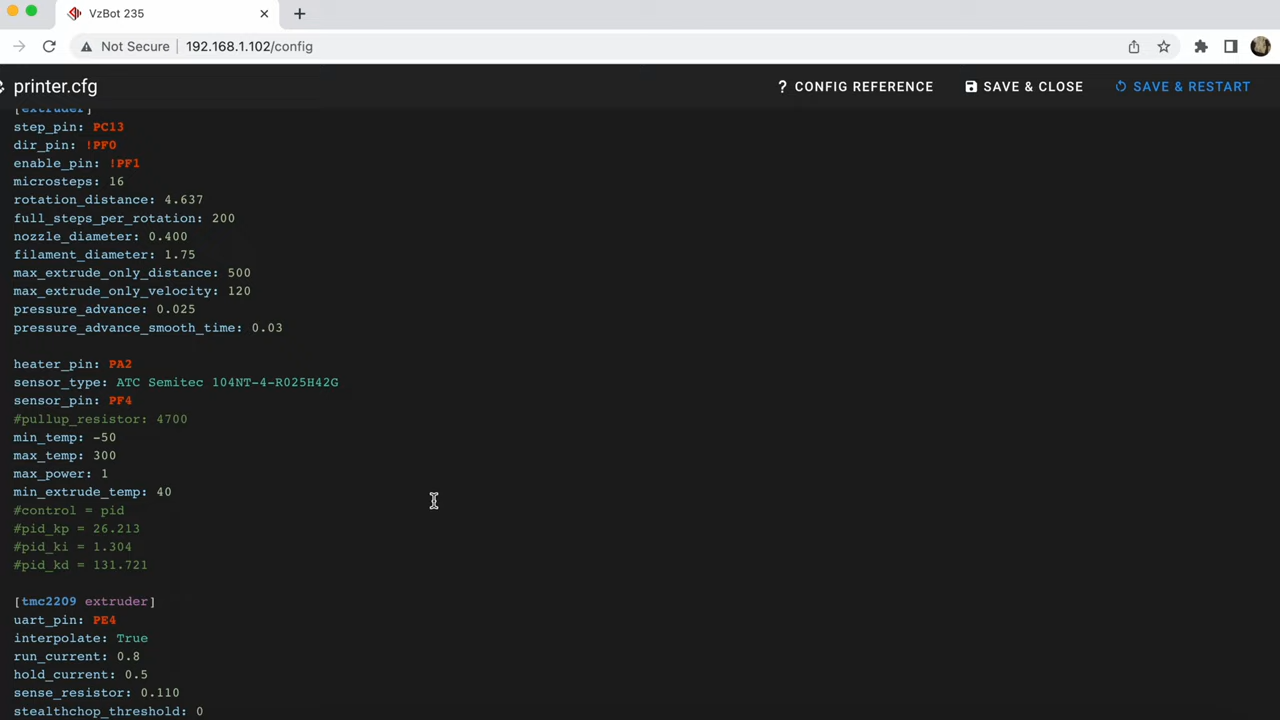 VzBot 235
Not Secure 192.168.1.102/config
printer.cfg
? CONFIG REFERENCE
SAVE & CLOSE
SAVE & RESTART
[extruder]
step_pin: PC13
dir_pin: !PF0
enable_pin: !PF1
microsteps: 16
rotation_distance: 4.637
full_steps_per_rotation: 200
nozzle_diameter: 0.400
filament_diameter: 1.75
max_extrude_only_distance: 500
max_extrude_only_velocity: 120
pressure_advance: 0.025
pressure_advance_smooth_time: 0.03
heater_pin: PA2
sensor_type: ATC Semitec 104NT-4-R025H42G
sensor_pin: PF4
#pullup_resistor: 4700
min_temp: -50
max_temp: 300
max_power: 1
min_extrude_temp: 40
#control = pid
#pid_kp = 26.213
#pid_ki = 1.304
#pid_kd = 131.721
[tmc2209 extruder]
uart_pin: PE4
interpolate: True
run_current: 0.8
hold_current: 0.5
sense_resistor: 0.110
stealthchop_threshold: 0